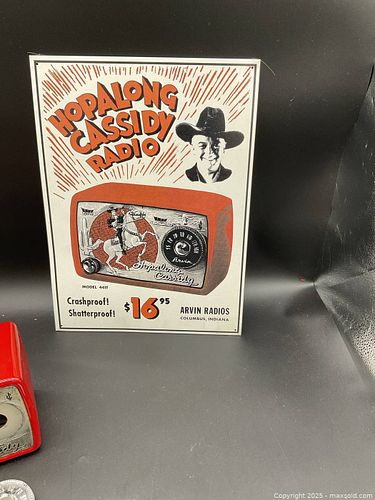 HOPALONG
CASSIDY
RADIO
Arvin
Hopalong
Cassidy
MODEL 441T
Crashproof!
Shatterproof!
$16.95
ARVIN RADIOS
COLUMBUS, INDIANA
Copyright 2025 - maxsold.com